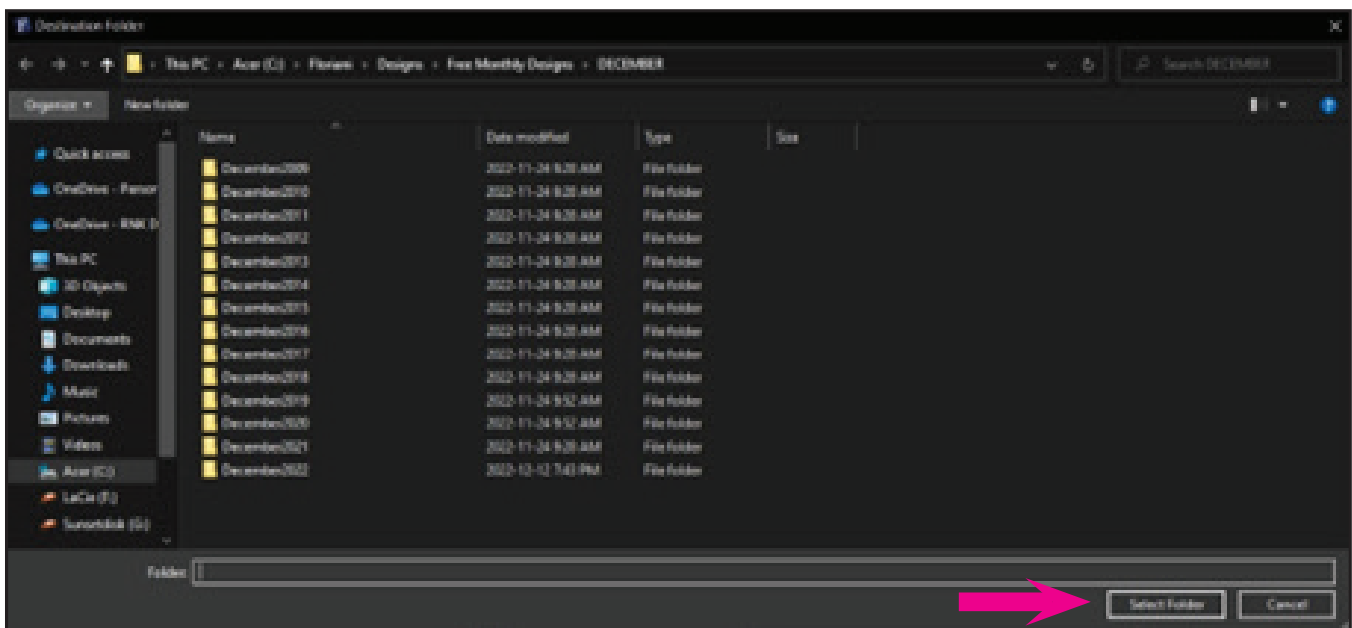 Destination Folder
This PC › Acer (C:) › Floriani › Designs › Free Monthly Designs › DECEMBER
Search DECEMBER
Organize
New folder
Name Date modified Type Size
Quick access
OneDrive - Person
OneDrive - RNK D
This PC
3D Objects
Desktop
Documents
Downloads
Music
Pictures
Videos
Acer (C:)
LaCie (F:)
Sunsetdisk (G:)
December2009 2022-11-24 9:20 AM File folder
December2010 2022-11-24 9:20 AM File folder
December2011 2022-11-24 9:20 AM File folder
December2012 2022-11-24 9:20 AM File folder
December2013 2022-11-24 9:20 AM File folder
December2014 2022-11-24 9:20 AM File folder
December2015 2022-11-24 9:20 AM File folder
December2016 2022-11-24 9:20 AM File folder
December2017 2022-11-24 9:20 AM File folder
December2018 2022-11-24 9:20 AM File folder
December2019 2022-11-24 9:52 AM File folder
December2020 2022-11-24 9:52 AM File folder
December2021 2022-11-24 9:20 AM File folder
December2022 2022-12-12 7:43 PM File folder
Folder:
Select Folder
Cancel